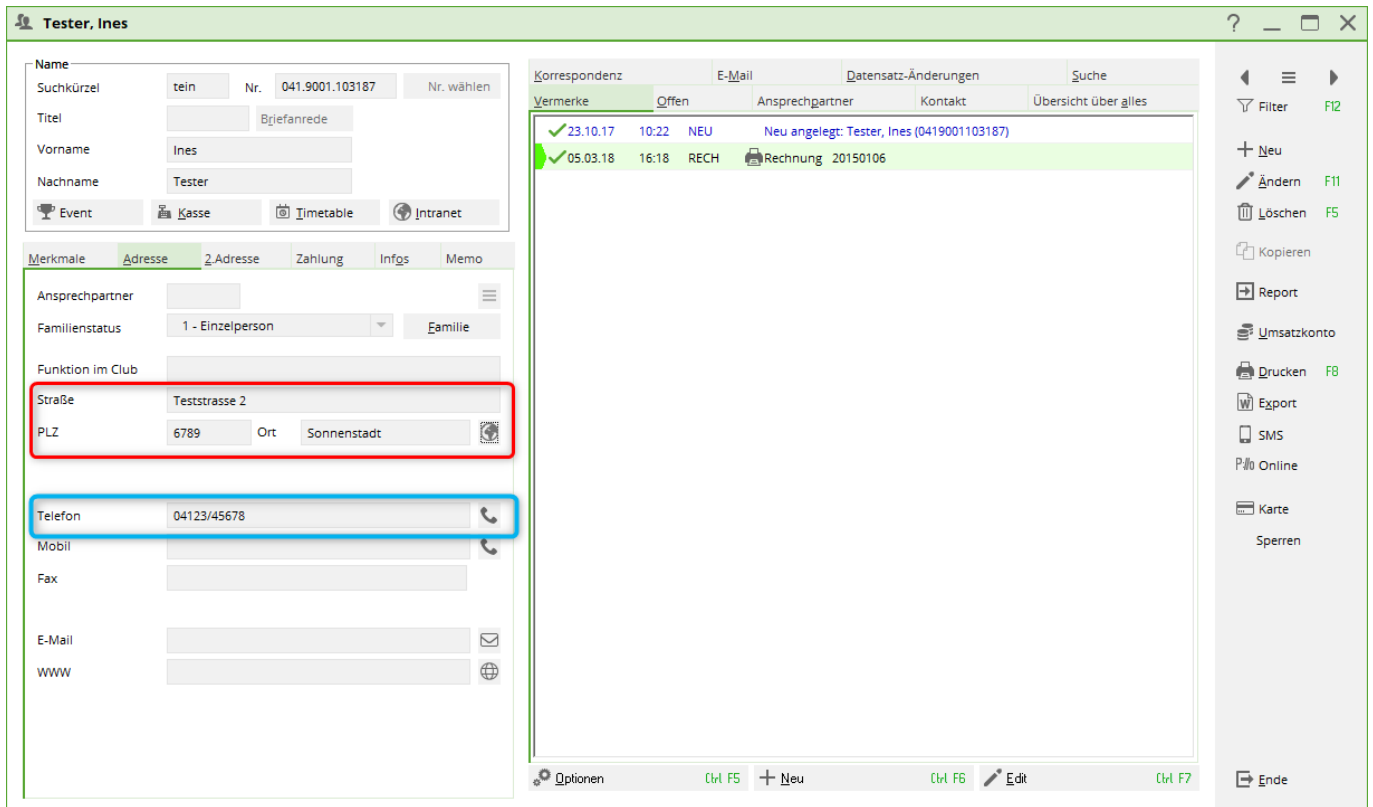 Tester, Ines
Name
Suchkürzel tein Nr. 041.9001.103187 Nr. wählen
Titel Briefanrede
Vorname Ines
Nachname Tester
Event Kasse Timetable Intranet
Merkmale Adresse 2.Adresse Zahlung Infos Memo
Ansprechpartner
Familienstatus 1 - Einzelperson Familie
Funktion im Club
Straße Teststrasse 2
PLZ 6789 Ort Sonnenstadt
Telefon 04123/45678
Mobil
Fax
E-Mail
WWW
Korrespondenz E-Mail Datensatz-Änderungen Suche
Vermerke Offen Ansprechpartner Kontakt Übersicht über alles
23.10.17 10:22 NEU Neu angelegt: Tester, Ines (0419001103187)
05.03.18 16:18 RECH Rechnung 20150106
Optionen Ctrl F5 Neu Ctrl F6 Edit Ctrl F7
?
Filter F12
Neu
Ändern F11
Löschen F5
Kopieren
Report
Umsatzkonto
Drucken F8
W Export
SMS
Online
Karte
Sperren
Ende